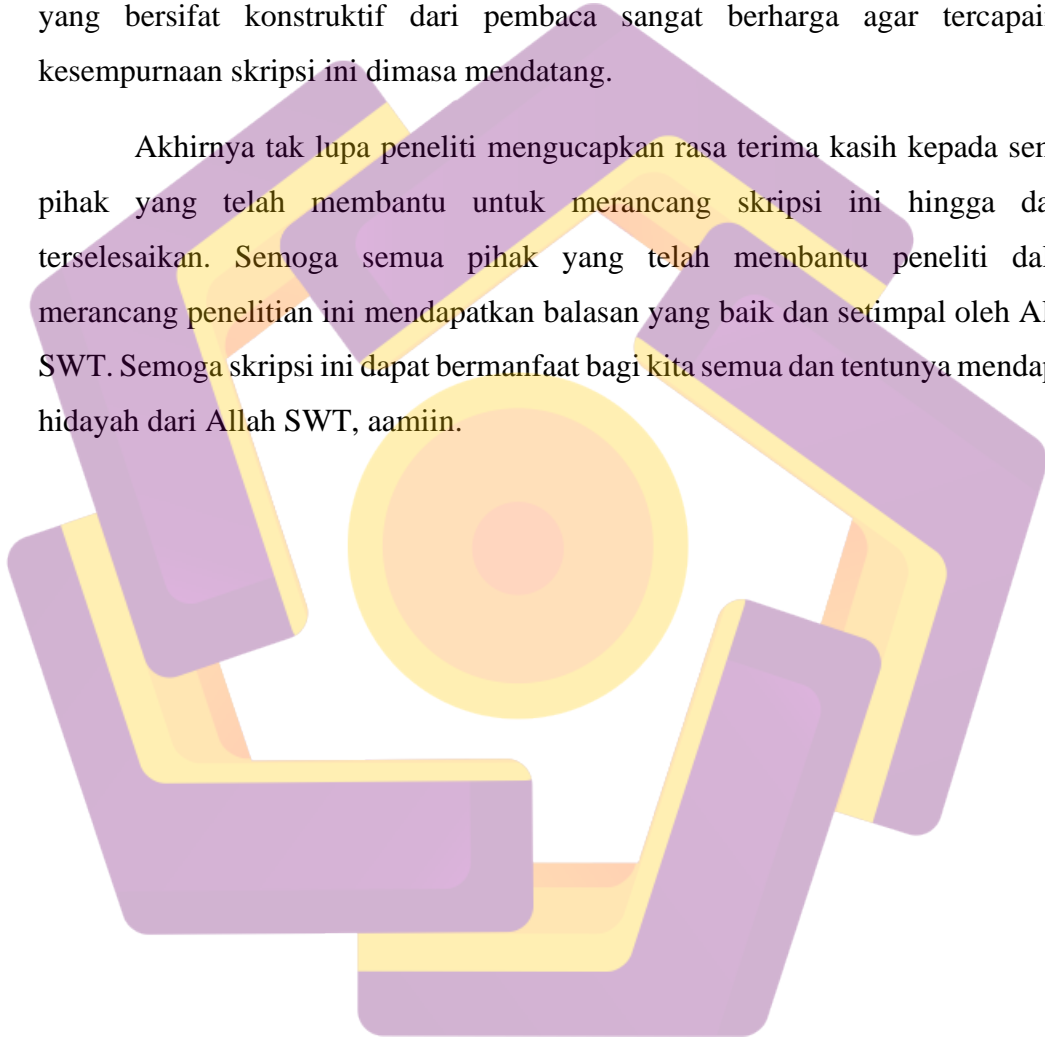 yang bersifat konstruktif dari pembaca sangat berharga agar tercapai
kesempurnaan skripsi ini dimasa mendatang.
Akhirnya tak lupa peneliti mengucapkan rasa terima kasih kepada sem
pihak yang telah membantu untuk merancang skripsi ini hingga da
terselesaikan. Semoga semua pihak yang telah membantu peneliti dal
merancang penelitian ini mendapatkan balasan yang baik dan setimpal oleh Al
SWT. Semoga skripsi ini dapat bermanfaat bagi kita semua dan tentunya mendap
hidayah dari Allah SWT, aamiin.